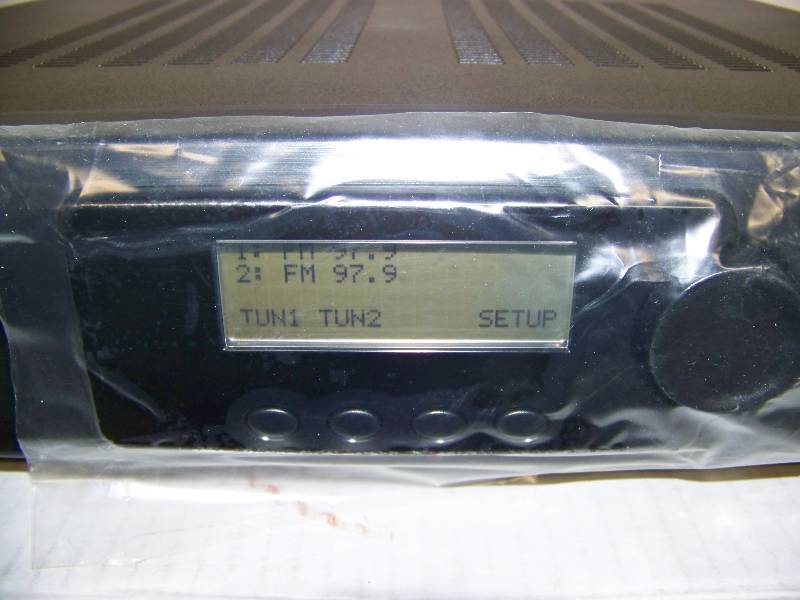 1: FM 97.9
2: FM 97.9
TUN1 TUN2 SETUP